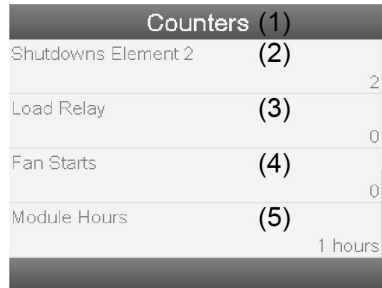 Counters (1)
Shutdowns Element 2 (2)
2
Load Relay (3)
0
Fan Starts (4)
0
Module Hours (5)
1 hours